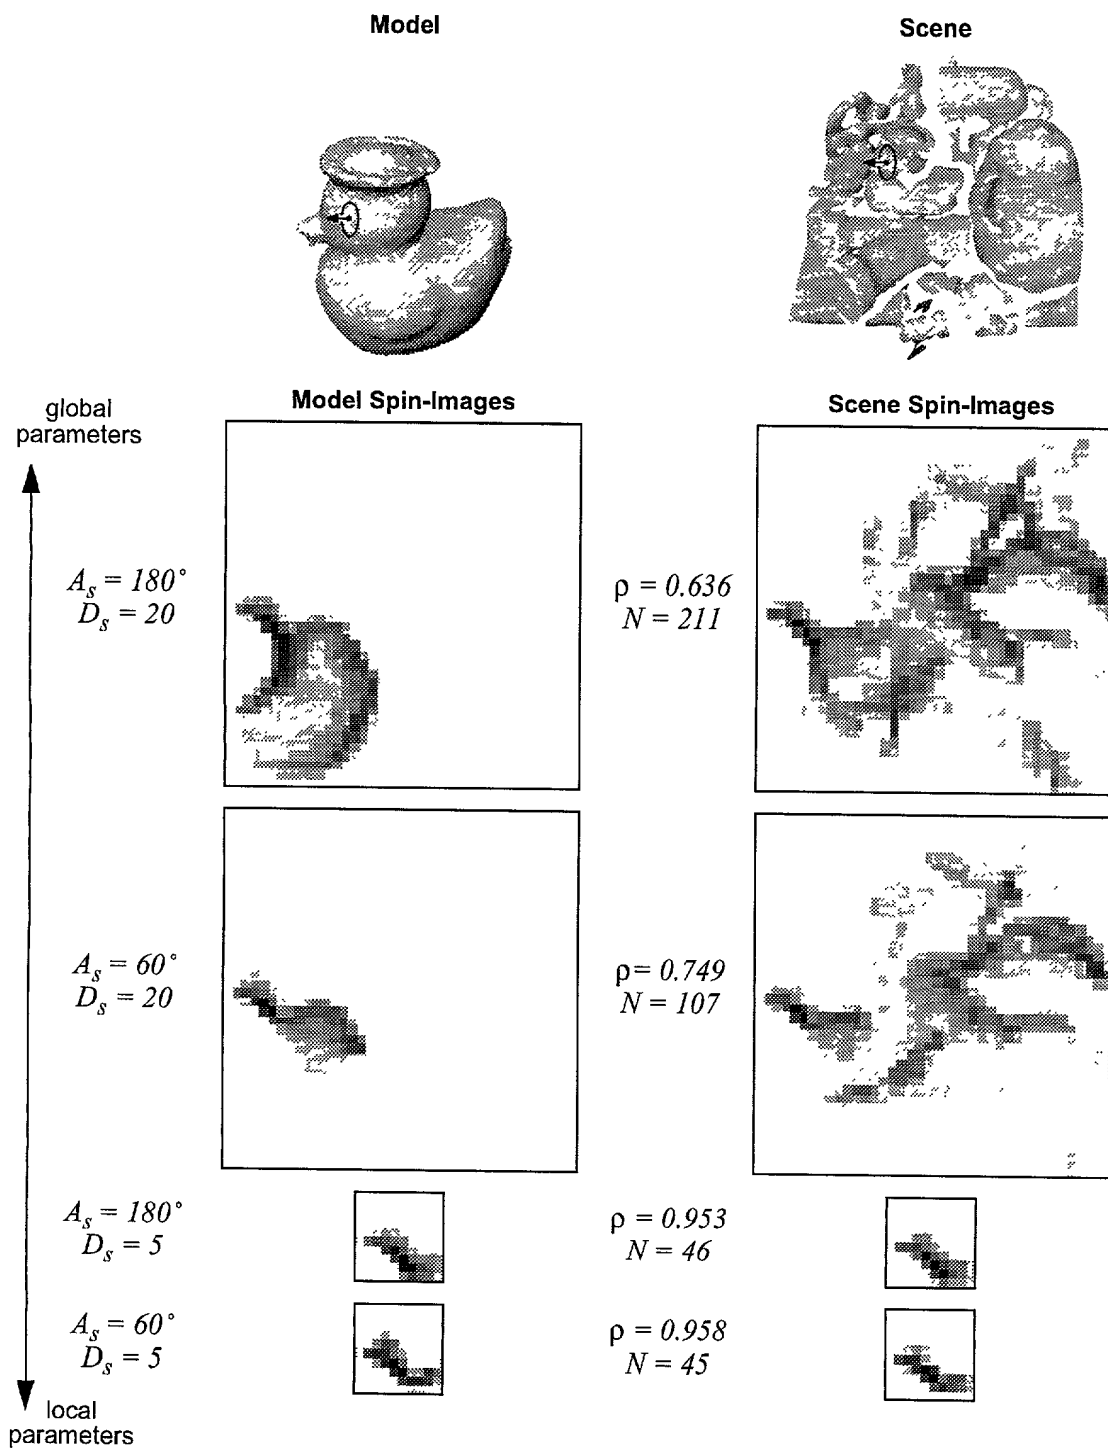 Model
Scene
global
parameters
Model Spin-Images
Scene Spin-Images
A_s = 180°
D_s = 20
ρ = 0.636
N = 211
A_s = 60°
D_s = 20
ρ= 0.749
N = 107
A_s = 180°
D_s = 5
ρ = 0.953
N = 46
A_s = 60°
D_s = 5
ρ = 0.958
N = 45
local
parameters